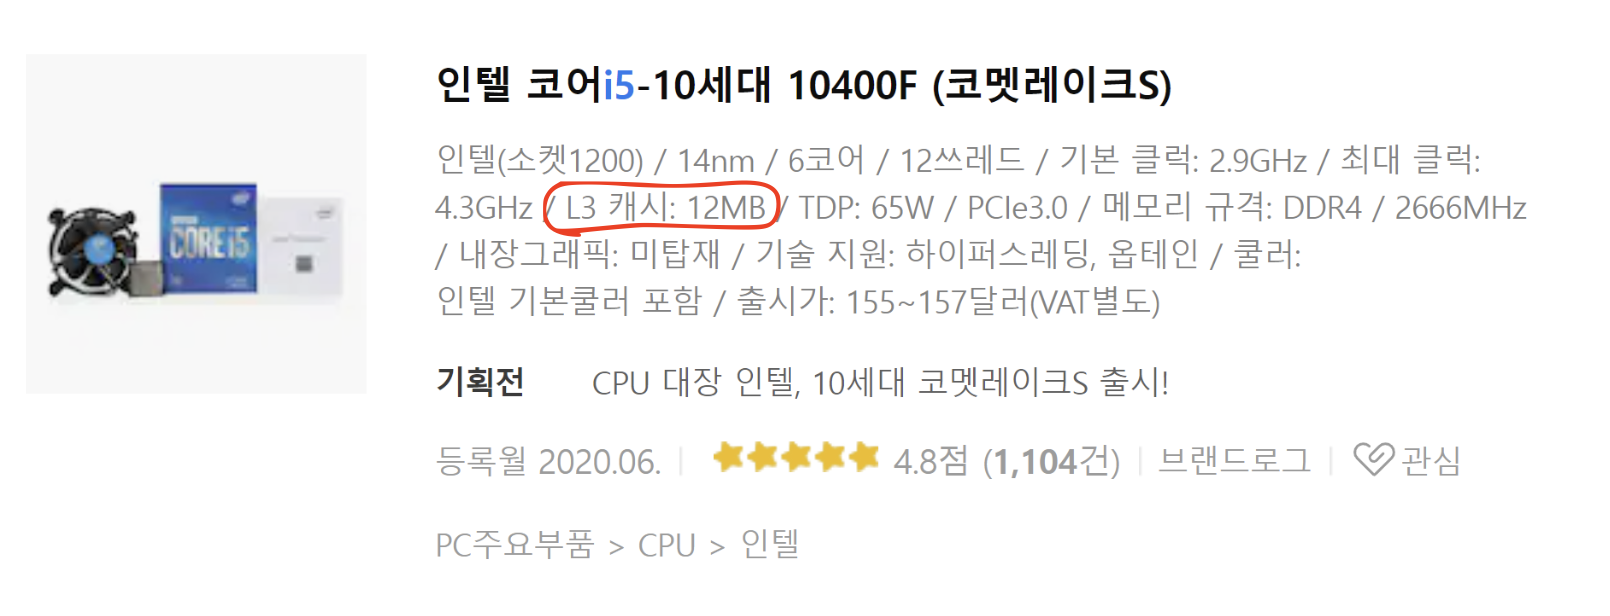 인텔 코어i5-10세대 10400F (코멧레이크S)
인텔(소켓1200) / 14nm / 6코어 / 12쓰레드 / 기본 클럭: 2.9GHz / 최대 클럭:
4.3GHz / L3 캐시: 12MB / TDP: 65W / PCIe3.0 / 메모리 규격: DDR4 / 2666MHz
/ 내장그래픽: 미탑재 / 기술 지원: 하이퍼스레딩, 옵테인 / 쿨러:
인텔 기본쿨러 포함 / 출시가: 155~157달러(VAT별도)
CORE i5
기획전 CPU 대장 인텔, 10세대 코멧레이크S 출시!
등록월 2020.06. 4.8점 (1,104건) 브랜드로그 관심
PC주요부품 > CPU > 인텔